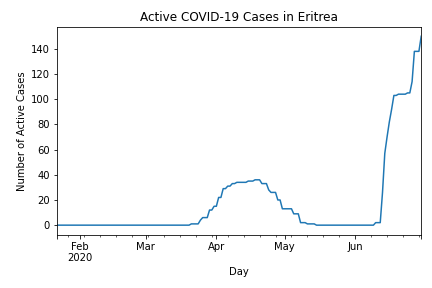 Active COVID-19 Cases in Eritrea
Number of Active Cases
140
120
100
80
60
40
20
0
Feb Mar Apr May Jun
2020
Day